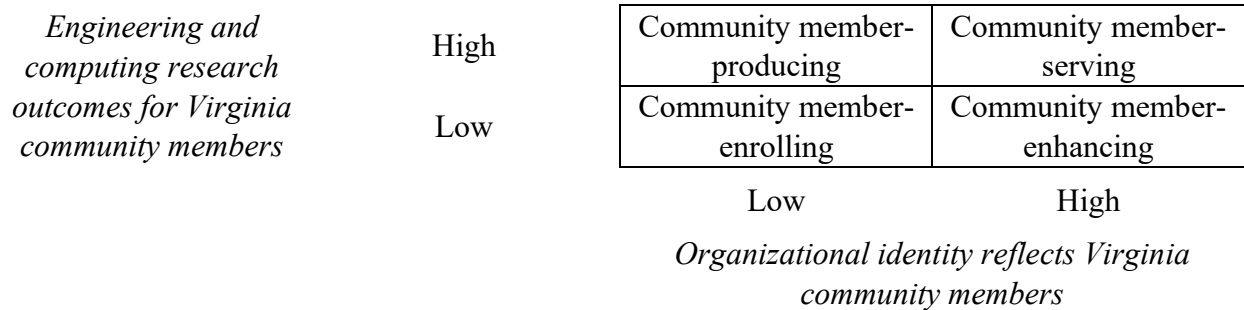 Engineering and
computing research
outcomes for Virginia
community members
High
Low
Community member-
producing
Community member-
serving
Community member-
enrolling
Community member-
enhancing
Low
High
Organizational identity reflects Virginia
community members